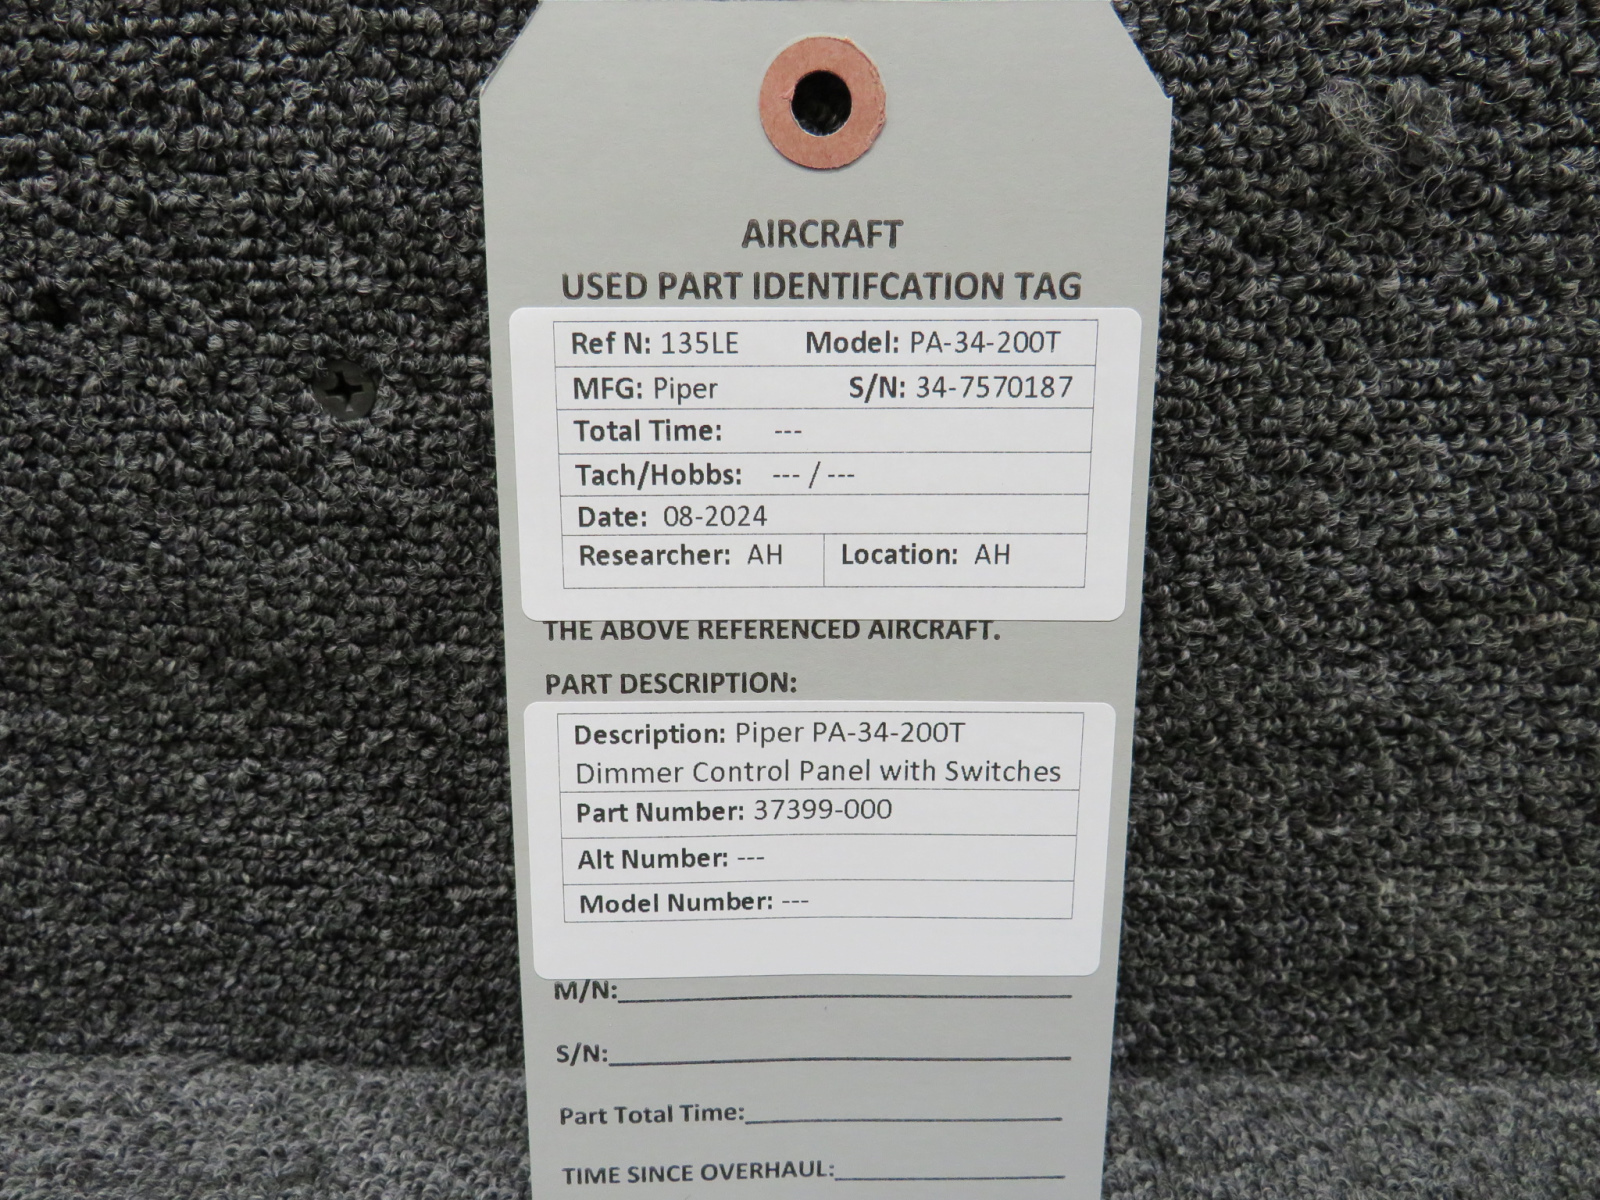 AIRCRAFT
USED PART IDENTIFCATION TAG
Ref N: 135LE Model: PA-34-200T
MFG: Piper S/N: 34-7570187
Total Time: ---
Tach/Hobbs: --- / ---
Date: 08-2024
Researcher: AH Location: AH
THE ABOVE REFERENCED AIRCRAFT.
PART DESCRIPTION:
Description: Piper PA-34-200T
Dimmer Control Panel with Switches
Part Number: 37399-000
Alt Number: ---
Model Number: ---
M/N:
S/N:
Part Total Time:
TIME SINCE OVERHAUL: